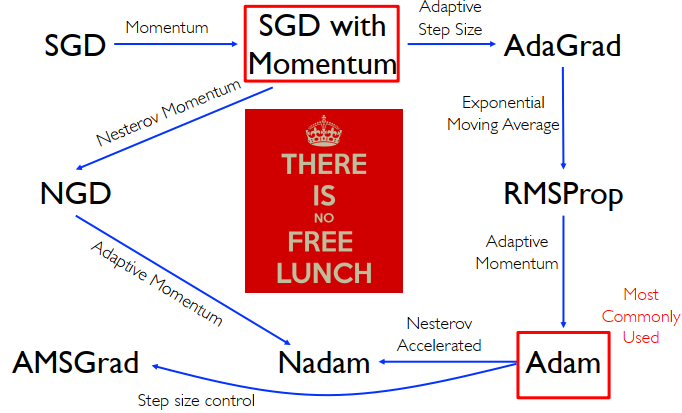 Momentum
Adaptive
Step Size
SGD
SGD with
Momentum
AdaGrad
Nesterov Momentum
Exponential
Moving Average
THERE
IS
NO
FREE
LUNCH
NGD
RMSProp
Adaptive Momentum
Adaptive
Momentum
Most
Commonly
Used
Nesterov
Accelerated
AMSGrad
Nadam
Adam
Step size control